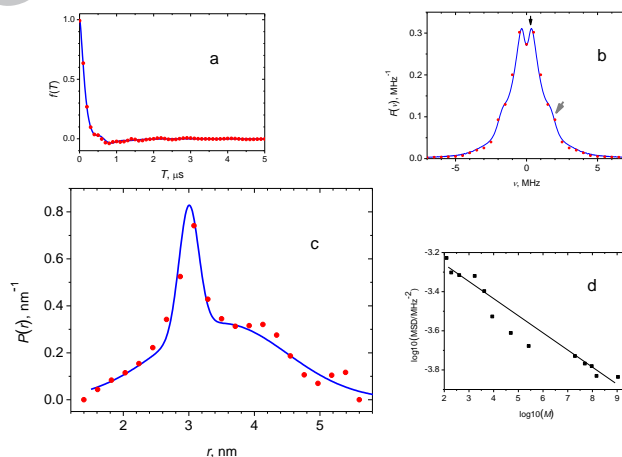 a
1.0
0.5
0.0
f(T)
0 1 2 3 4 5
T, μs
b
0.3
0.2
0.1
0.0
F(ν), MHz-1
-5 0 5
ν, MHz
c
0.8
0.6
0.4
0.2
0.0
P(r), nm-1
2 3 4 5
r, nm
d
-3.2
-3.4
-3.6
-3.8
log10(MSD/MHz-2)
2 3 4 5 6 7 8 9
log10(M)